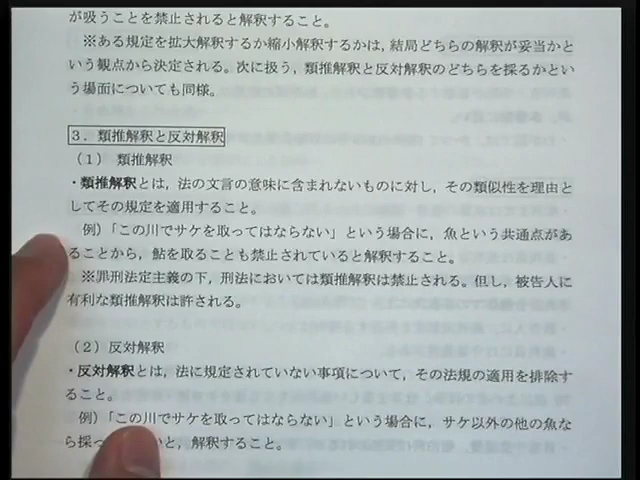 が吸うことを禁止されると解釈すること。
※ある規定を拡大解釈するか縮小解釈するかは，結局どちらの解釈が妥当かと
いう観点から決定される。次に扱う，類推解釈と反対解釈のどちらを採るかとい
う場面についても同様。
３．類推解釈と反対解釈
（１） 類推解釈
・類推解釈とは，法の文言の意味に含まれないものに対し，その類似性を理由と
してその規定を適用すること。
例）「この川でサケを取ってはならない」という場合に，魚という共通点があ
ることから，鮎を取ることも禁止されていると解釈すること。
※罪刑法定主義の下，刑法においては類推解釈は禁止される。但し，被告人に
有利な類推解釈は許される。
（２）反対解釈
・反対解釈とは，法に規定されていない事項について，その法規の適用を排除す
ること。
例）「この川でサケを取ってはならない」という場合に，サケ以外の他の魚な
ら採っ いと，解釈すること。